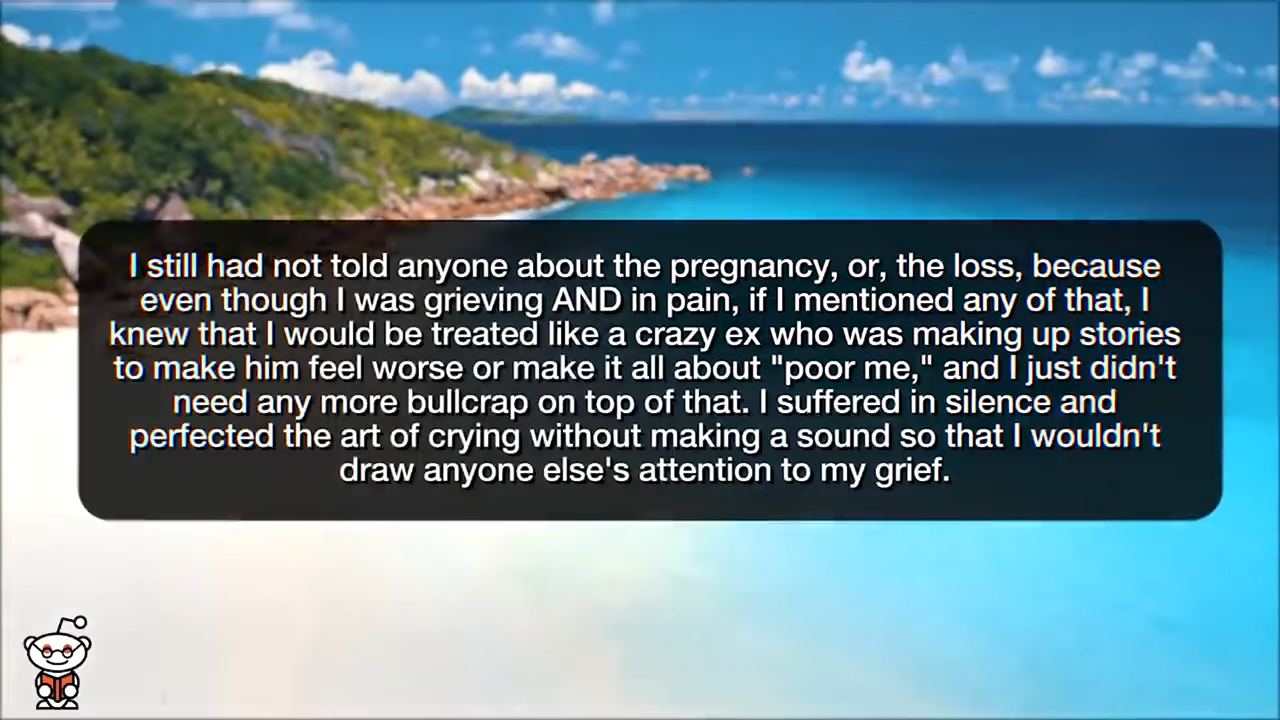 I still had not told anyone about the pregnancy, or, the loss, because
even though I was grieving AND in pain, if I mentioned any of that, I
knew that I would be treated like a crazy ex who was making up stories
to make him feel worse or make it all about "poor me," and I just didn't
need any more bullcrap on top of that. I suffered in silence and
perfected the art of crying without making a sound so that I wouldn't
draw anyone else's attention to my grief.